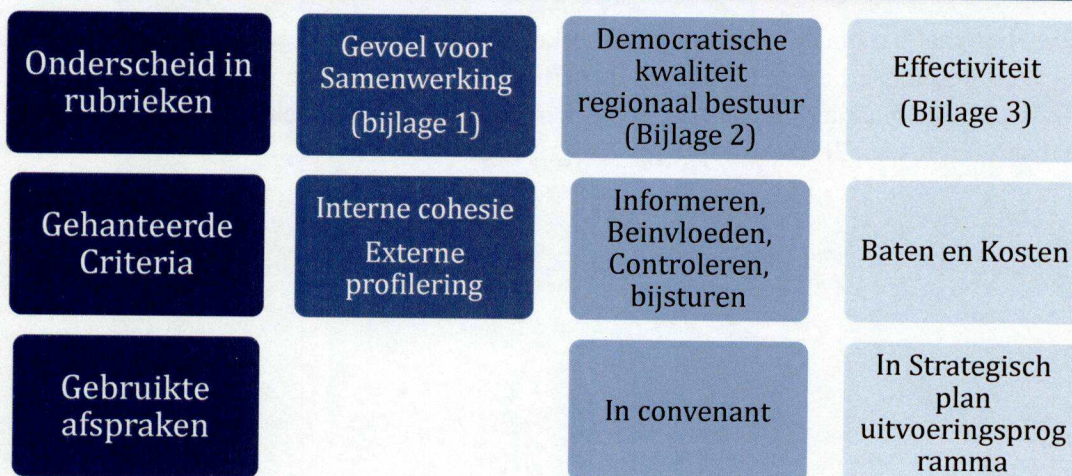 Onderscheid in
rubrieken
Gevoel voor
Samenwerking
(bijlage 1)
Democratische
kwaliteit
regionaal bestuur
(Bijlage 2)
Effectiviteit
(Bijlage 3)
Gehanteerde
Criteria
Interne cohesie
Externe
profilering
Informeren,
Beinvloeden,
Controleren,
bijsturen
Baten en Kosten
Gebruikte
afspraken
In convenant
In Strategisch
plan
uitvoeringsprog
ramma